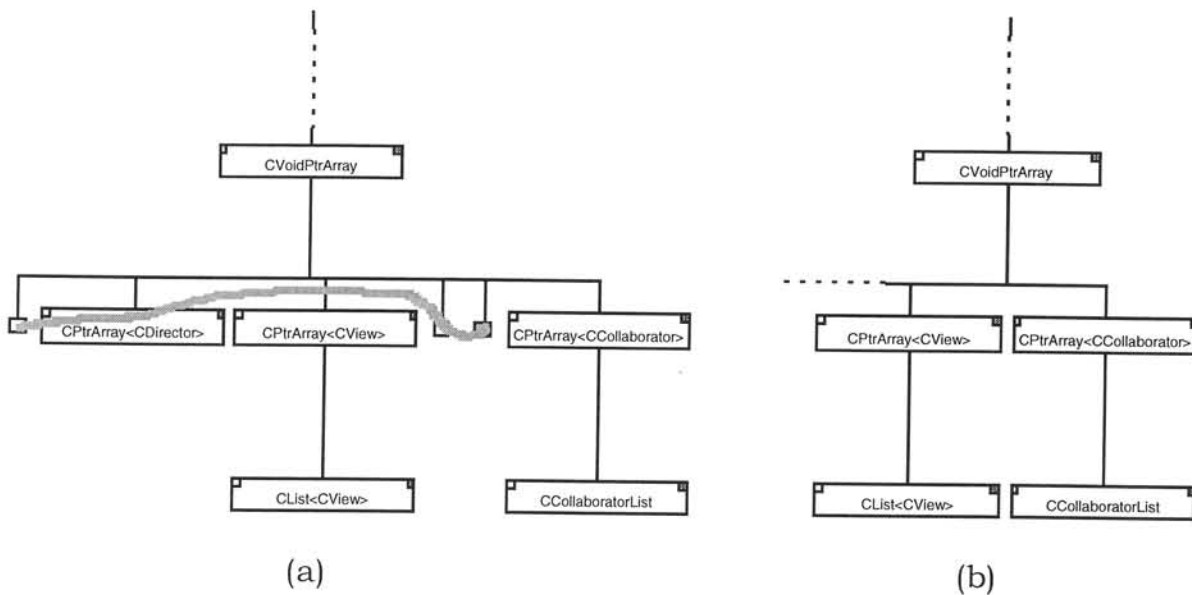 CVoidPtrArray
CPtrArray<CDirector>
CPtrArray<CView>
CPtrArray<CCollaborator>
CList<CView>
CCollaboratorList
(a)
CVoidPtrArray
CPtrArray<CView>
CPtrArray<CCollaborator>
CList<CView>
CCollaboratorList
(b)